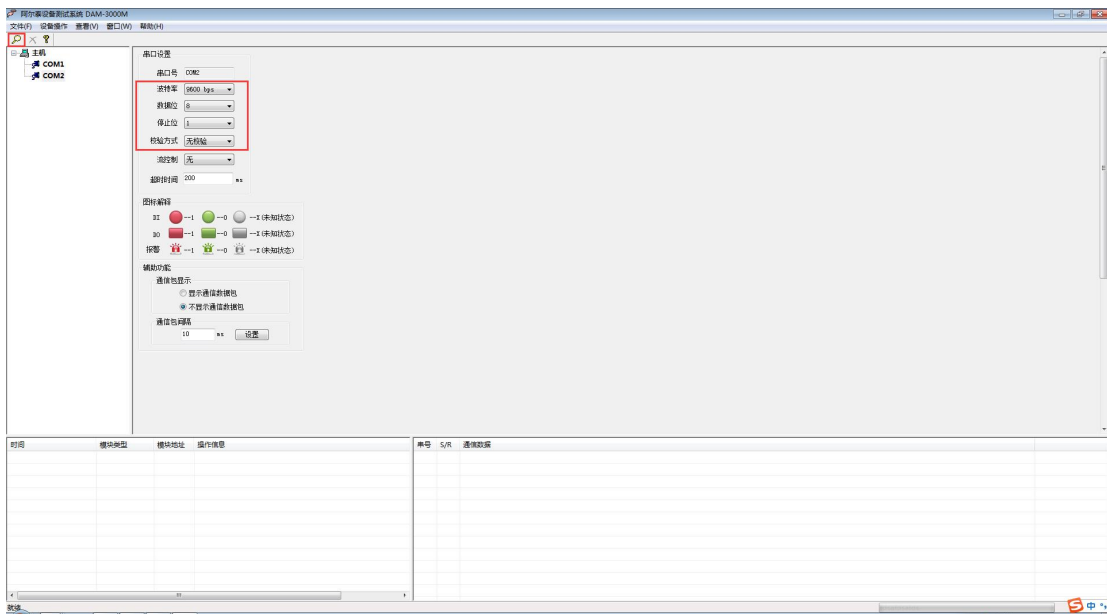 阿尔泰设备测试系统 DAM-3000M
文件(F) 设备操作 查看(V) 窗口(W) 帮助(H)
主机
COM1
COM2
串口设置
串口号 COM2
波特率 9600 bps
数据位 8
停止位 1
校验方式 无校验
流控制 无
超时时间 200 ms
图标解释
DI --1 --0 --X(未知状态)
DO --1 --0 --X(未知状态)
报警 --1 --0 --X(未知状态)
辅助功能
通信包显示
显示通信数据包
不显示通信数据包
通信包间隔
10 ms 设置
时间 模块类型 模块地址 操作信息
串号 S/R 通信数据
就绪
S 中